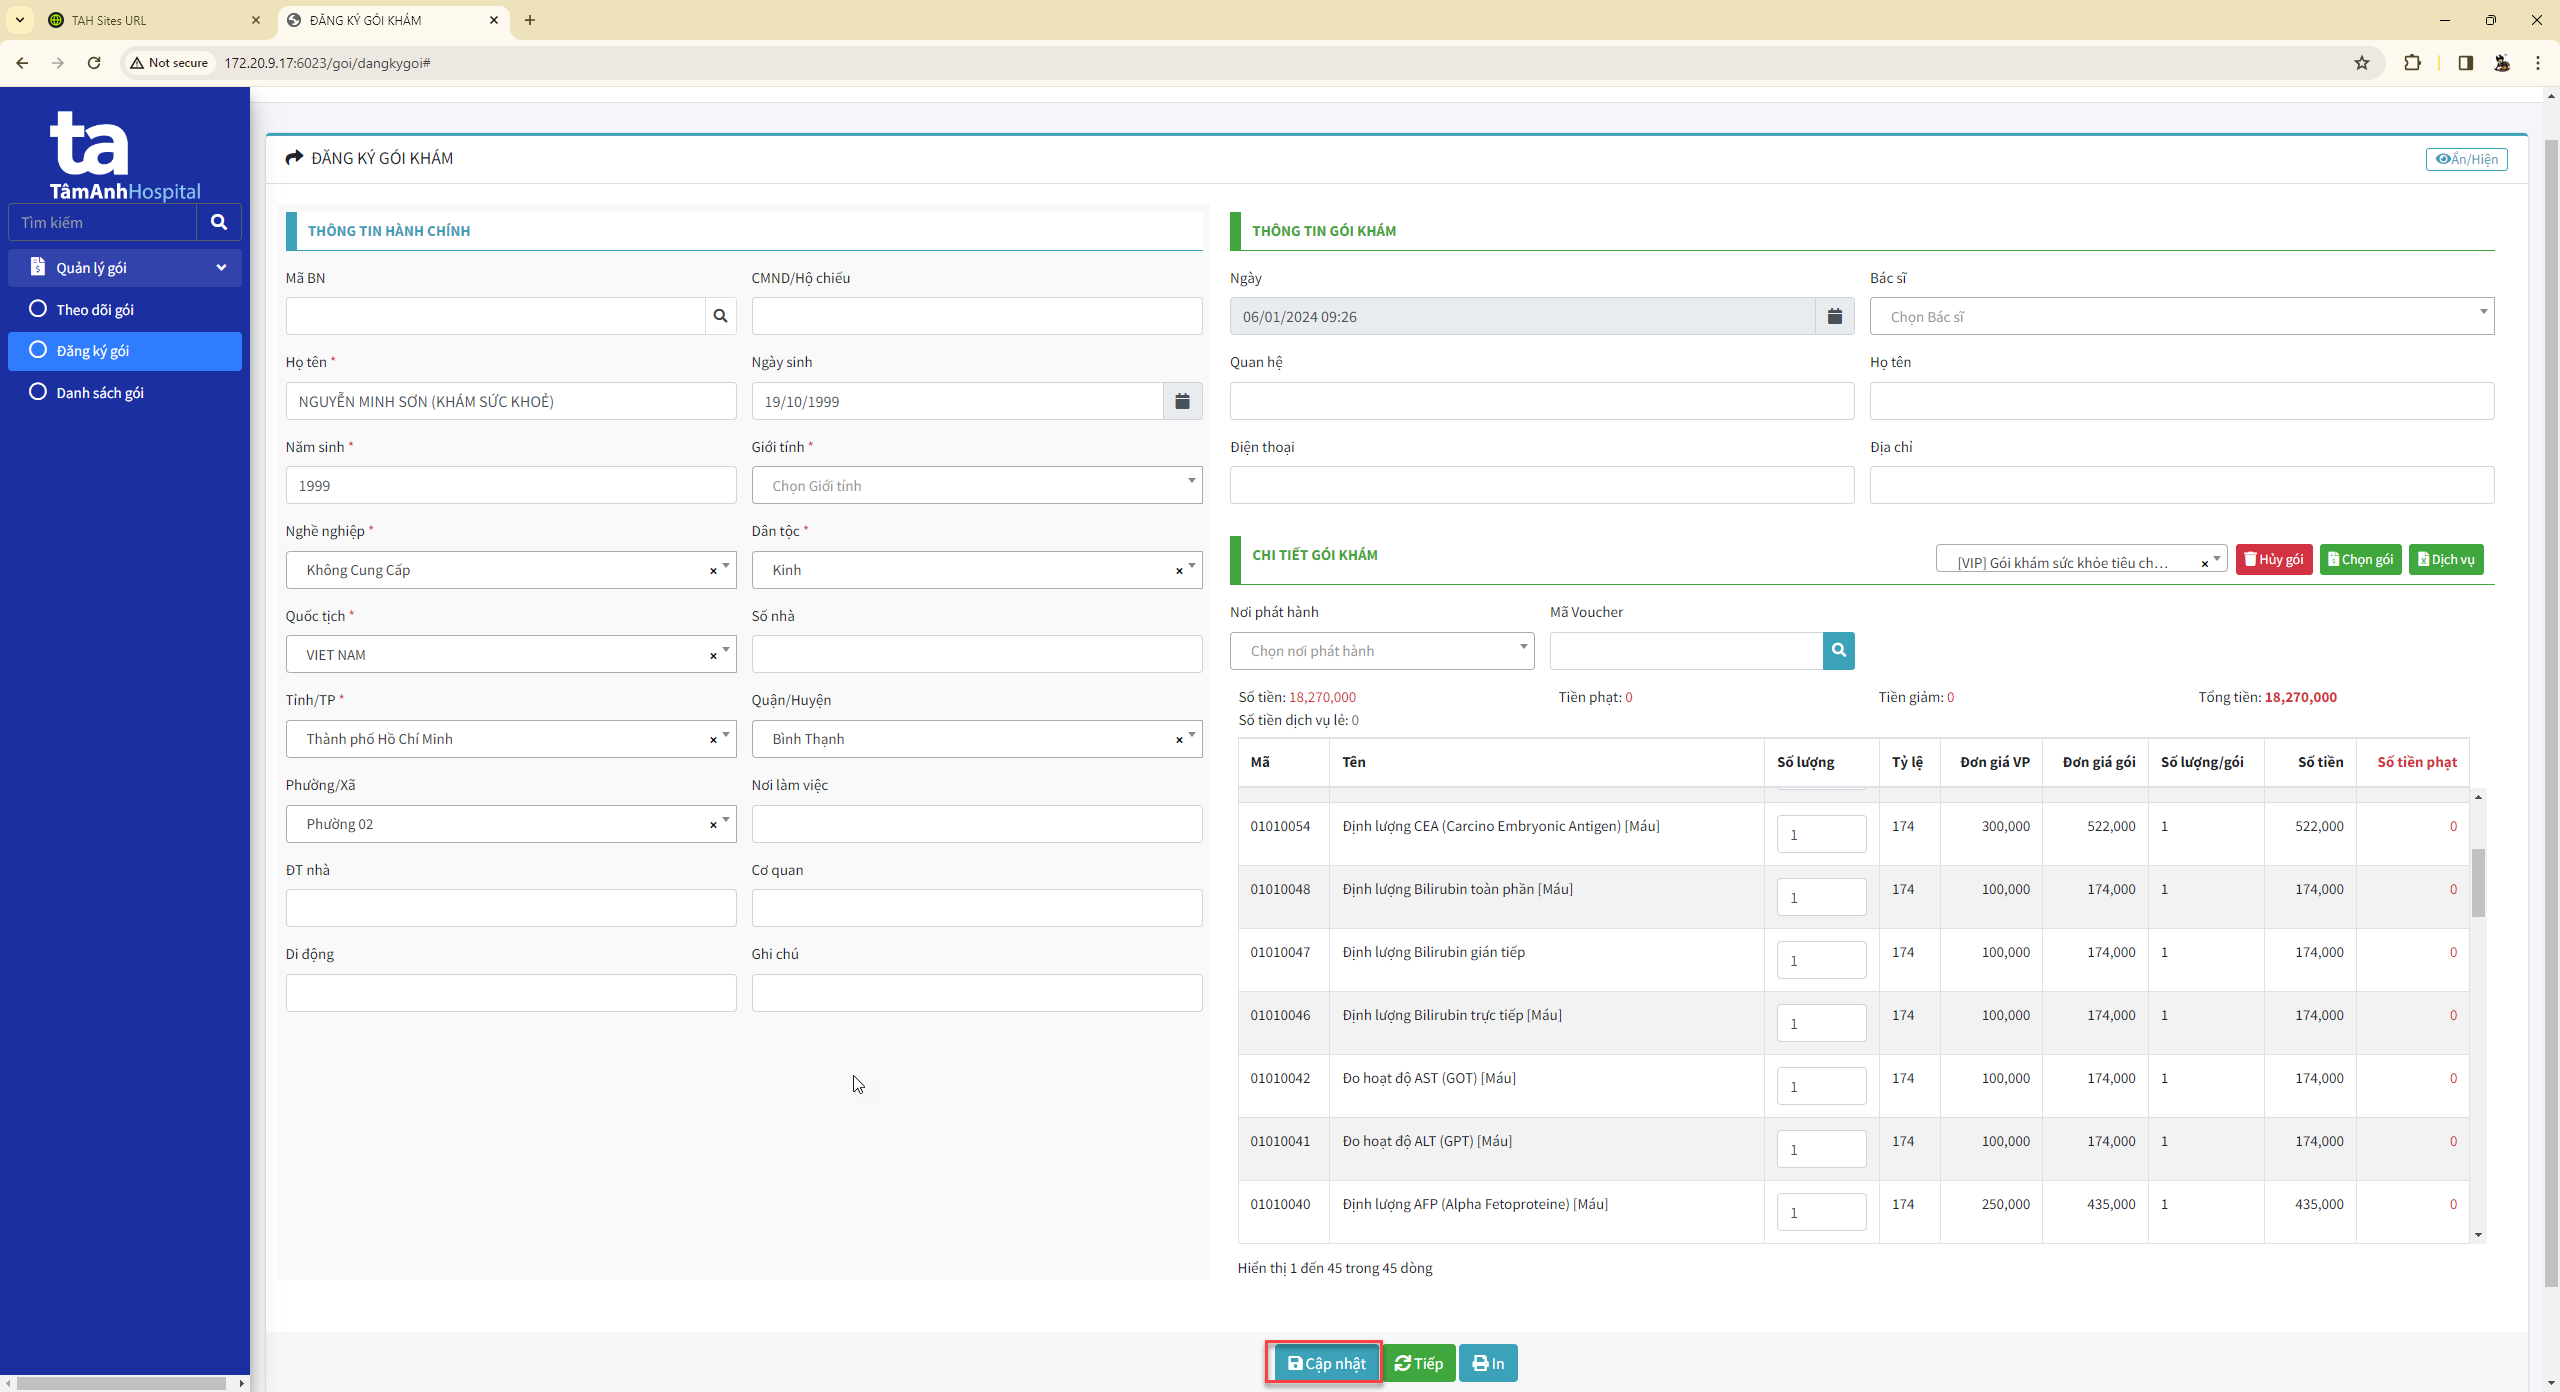 TAH Sites URL
ĐĂNG KÝ GÓI KHÁM
Not secure
172.20.9.17:6023/goi/dangkygoi#
ta
TâmAnhHospital
Tìm kiếm
Quản lý gói
Theo dõi gói
Đăng ký gói
Danh sách gói
ĐĂNG KÝ GÓI KHÁM
Ẩn/Hiện
THÔNG TIN HÀNH CHÍNH
Mã BN
CMND/Hộ chiếu
Họ tên *
Ngày sinh
NGUYỄN MINH SƠN (KHÁM SỨC KHOẺ)
19/10/1999
Năm sinh *
Giới tính *
1999
Chọn Giới tính
Nghề nghiệp *
Dân tộc *
Không Cung Cấp ×
Kinh ×
Quốc tịch *
Số nhà
VIET NAM ×
Tỉnh/TP *
Quận/Huyện
Thành phố Hồ Chí Minh ×
Bình Thạnh ×
Phường/Xã
Nơi làm việc
Phường 02 ×
ĐT nhà
Cơ quan
Di động
Ghi chú
THÔNG TIN GÓI KHÁM
Ngày
Bác sĩ
06/01/2024 09:26
Chọn Bác sĩ
Quan hệ
Họ tên
Điện thoại
Địa chỉ
CHI TIẾT GÓI KHÁM
[VIP] Gói khám sức khỏe tiêu ch... ×
Hủy gói
Chọn gói
Dịch vụ
Nơi phát hành
Mã Voucher
Chọn nơi phát hành
Số tiền: 18,270,000 Tiền phạt: 0 Tiền giảm: 0 Tổng tiền: 18,270,000
Số tiền dịch vụ lẻ: 0
Mã Tên Số lượng Tỷ lệ Đơn giá VP Đơn giá gói Số lượng/gói Số tiền Số tiền phạt
01010054 Định lượng CEA (Carcino Embryonic Antigen) [Máu] 1 174 300,000 522,000 1 522,000 0
01010048 Định lượng Bilirubin toàn phần [Máu] 1 174 100,000 174,000 1 174,000 0
01010047 Định lượng Bilirubin gián tiếp 1 174 100,000 174,000 1 174,000 0
01010046 Định lượng Bilirubin trực tiếp [Máu] 1 174 100,000 174,000 1 174,000 0
01010042 Đo hoạt độ AST (GOT) [Máu] 1 174 100,000 174,000 1 174,000 0
01010041 Đo hoạt độ ALT (GPT) [Máu] 1 174 100,000 174,000 1 174,000 0
01010040 Định lượng AFP (Alpha Fetoproteine) [Máu] 1 174 250,000 435,000 1 435,000 0
Hiển thị 1 đến 45 trong 45 dòng
Cập nhật
Tiếp
In